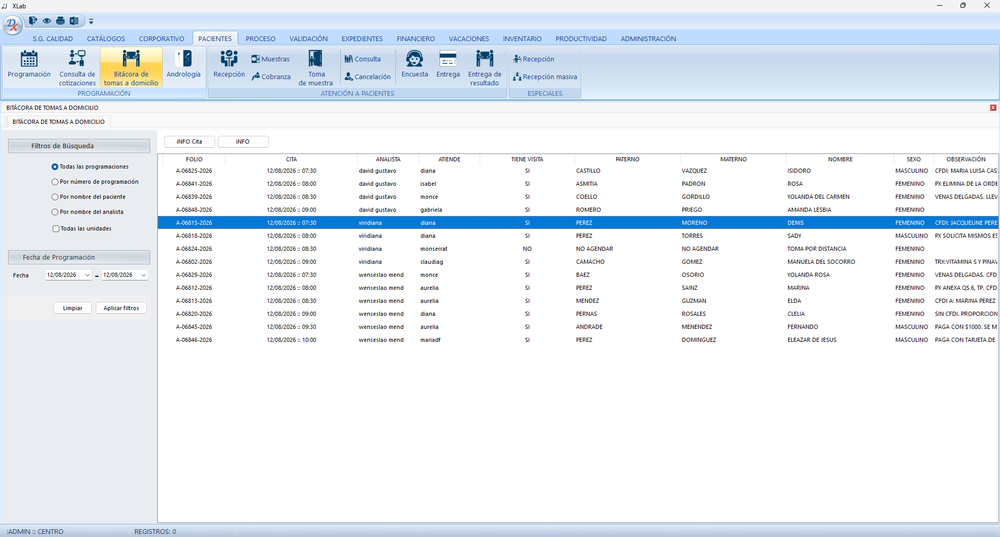 XLab
S.G. CALIDAD CATÁLOGOS CORPORATIVO PACIENTES PROCESO VALIDACIÓN EXPEDIENTES FINANCIERO VACACIONES INVENTARIO PRODUCTIVIDAD ADMINISTRACIÓN
Programación
Consulta de
cotizaciones
Bitácora de
tomas a domicilio
Andrología
PROGRAMACIÓN
Recepción
Muestras
Cobranza
Toma
de muestra
Consulta
Cancelación
Encuesta
Entrega
Entrega de
resultado
ATENCIÓN A PACIENTES
Recepción
Recepción masiva
ESPECIALES
BITÁCORA DE TOMAS A DOMICILIO
BITÁCORA DE TOMAS A DOMICILIO
Filtros de Búsqueda
Todas las programaciones
Por número de programación
Por nombre del paciente
Por nombre del analista
Todas las unidades
Fecha de Programación
Fecha 12/08/2026 - 12/08/2026
Limpiar Aplicar filtros
iNFO Cita iNFO
FOLIO CITA ANALISTA ATIENDE TIENE VISITA PATERNO MATERNO NOMBRE SEXO OBSERVACIÓN
A-06825-2026 12/08/2026 :: 07:30 david gustavo diana SI CASTILLO VAZQUEZ ISIDORO MASCULINO CFDI: MARIA LUISA CAS
A-06841-2026 12/08/2026 :: 08:00 david gustavo isabel SI ASMITIA PADRON ROSA FEMENINO PX ELIMINA DE LA ORDE
A-06839-2026 12/08/2026 :: 08:30 david gustavo monce SI COELLO GORDILLO YOLANDA DEL CARMEN FEMENINO VENAS DELGADAS. LLEV
A-06848-2026 12/08/2026 :: 09:00 david gustavo gabriela SI ROMERO PRIEGO AMANDA LESBIA FEMENINO
A-06815-2026 12/08/2026 :: 07:30 viridiana diana SI PEREZ MORENO DENIS FEMENINO CFDI: JACQUELINE PERE
A-06818-2026 12/08/2026 :: 08:00 viridiana diana SI PEREZ TORRES SADY MASCULINO PX SOLICITA MISMOS ES
A-06824-2026 12/08/2026 :: 08:30 viridiana monserrat NO NO AGENDAR NO AGENDAR TOMA POR DISTANCIA FEMENINO
A-06802-2026 12/08/2026 :: 09:00 viridiana claudiag SI CAMACHO GOMEZ MANUELA DEL SOCORRO FEMENINO TRX:VITAMINA S Y PINAV
A-06829-2026 12/08/2026 :: 07:30 wenseslao mend monce SI BAEZ OSORIO YOLANDA ROSA FEMENINO VENAS DELGADAS. CFD
A-06812-2026 12/08/2026 :: 08:00 wenseslao mend aurelia SI PEREZ SAINZ MARINA FEMENINO PX ANEXA QS 6, TP. CFD
A-06813-2026 12/08/2026 :: 08:30 wenseslao mend aurelia SI MENDEZ GUZMAN ELDA FEMENINO CFDI A: MARINA PEREZ
A-06820-2026 12/08/2026 :: 09:00 wenseslao mend diana SI PERNAS ROSALES CLELIA FEMENINO SIN CFDI. PROPORCION
A-06845-2026 12/08/2026 :: 09:30 wenseslao mend aurelia SI ANDRADE MENENDEZ FERNANDO MASCULINO PAGA CON $1000. SE M
A-06846-2026 12/08/2026 :: 10:00 wenseslao mend mariadf SI PEREZ DOMINGUEZ ELEAZAR DE JESUS MASCULINO PAGA CON TARJETA DE
:ADMIN :: CENTRO REGISTROS: 0